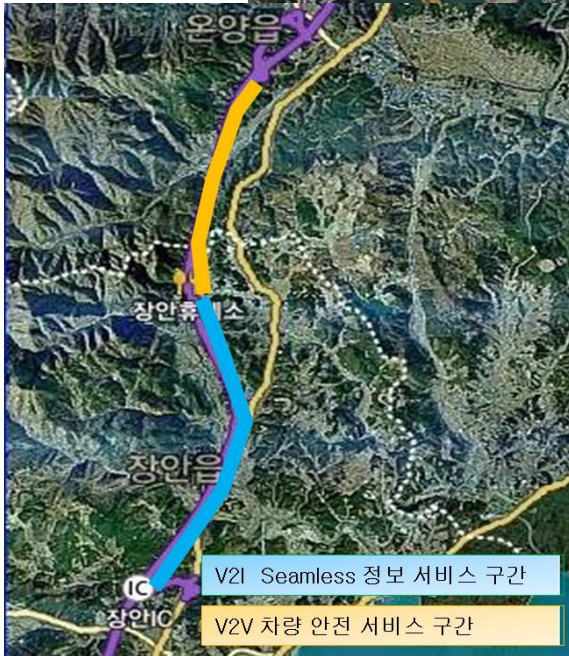 온양읍
장안휴게소
장안읍
IC
장안IC
V2I Seamless 정보 서비스 구간
V2V 차량 안전 서비스 구간